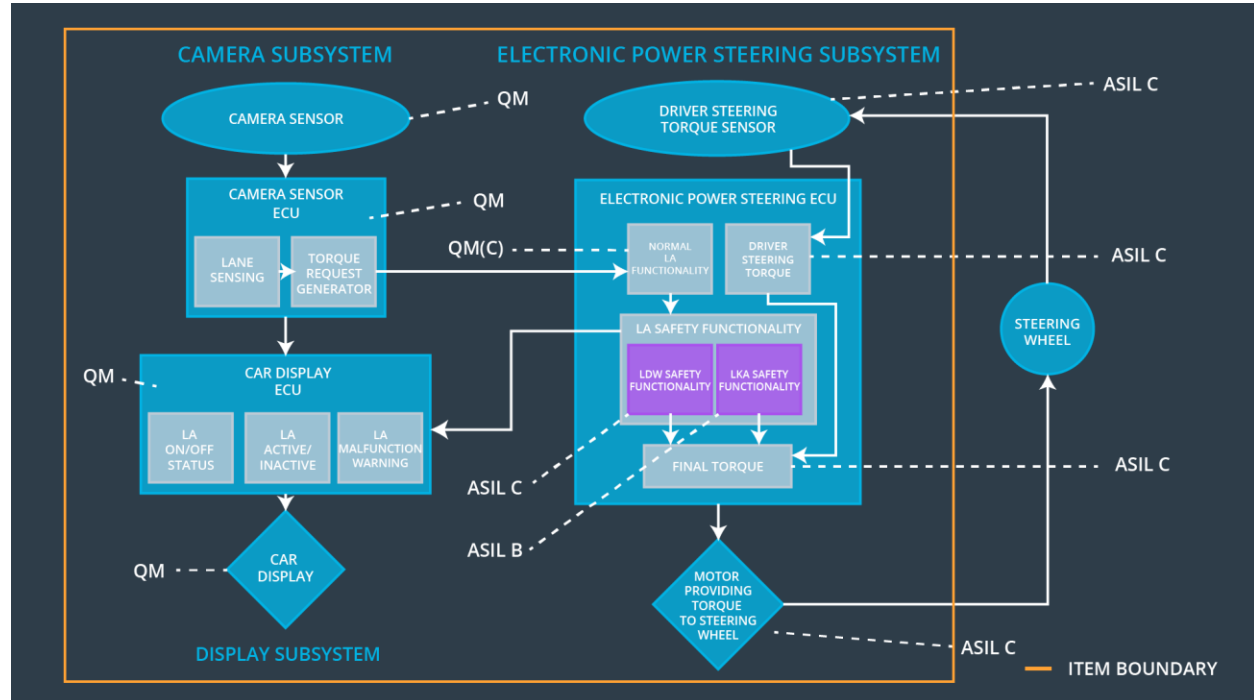 CAMERA SUBSYSTEM
ELECTRONIC POWER STEERING SUBSYSTEM
CAMERA SENSOR
QM
DRIVER STEERING
TORQUE SENSOR
ASIL C
CAMERA SENSOR
ECU
QM
LANE
SENSING
TORQUE
REQUEST
GENERATOR
QM(C)
ELECTRONIC POWER STEERING ECU
NORMAL
LA
FUNCTIONALITY
DRIVER
STEERING
TORQUE
ASIL C
LA SAFETY FUNCTIONALITY
LDW SAFETY
FUNCTIONALITY
LKA SAFETY
FUNCTIONALITY
STEERING
WHEEL
QM
CAR DISPLAY
ECU
LA
ON/OFF
STATUS
LA
ACTIVE/
INACTIVE
LA
MALFUNCTION
WARNING
FINAL TORQUE
ASIL C
ASIL C
ASIL B
QM
CAR
DISPLAY
MOTOR
PROVIDING
TORQUE
TO STEERING
WHEEL
ASIL C
DISPLAY SUBSYSTEM
ITEM BOUNDARY